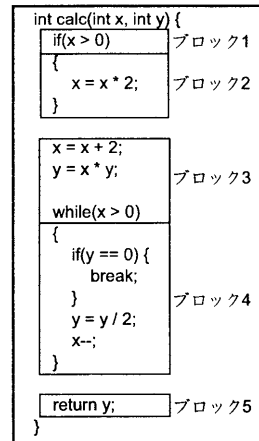 int calc(int x, int y) {
if(x > 0) ブロック1
{
x = x * 2; ブロック2
}
x = x + 2;
y = x * y; ブロック3
while(x > 0)
{
if(y == 0) {
break;
} ブロック4
y = y / 2;
x--;
}
return y; ブロック5
}